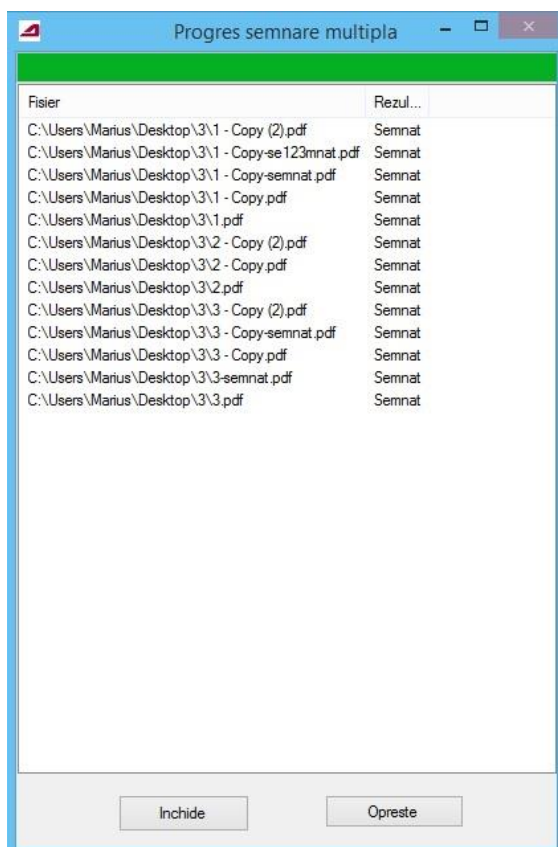 Progres semnare multipla
Fisier Rezul...
C:\Users\Marius\Desktop\3\1 - Copy (2).pdf Semnat
C:\Users\Marius\Desktop\3\1 - Copy-se123mnat.pdf Semnat
C:\Users\Marius\Desktop\3\1 - Copy-semnat.pdf Semnat
C:\Users\Marius\Desktop\3\1 - Copy.pdf Semnat
C:\Users\Marius\Desktop\3\1.pdf Semnat
C:\Users\Marius\Desktop\3\2 - Copy (2).pdf Semnat
C:\Users\Marius\Desktop\3\2 - Copy.pdf Semnat
C:\Users\Marius\Desktop\3\2.pdf Semnat
C:\Users\Marius\Desktop\3\3 - Copy (2).pdf Semnat
C:\Users\Marius\Desktop\3\3 - Copy-semnat.pdf Semnat
C:\Users\Marius\Desktop\3\3 - Copy.pdf Semnat
C:\Users\Marius\Desktop\3\3-semnat.pdf Semnat
C:\Users\Marius\Desktop\3\3.pdf Semnat
Inchide Opreste